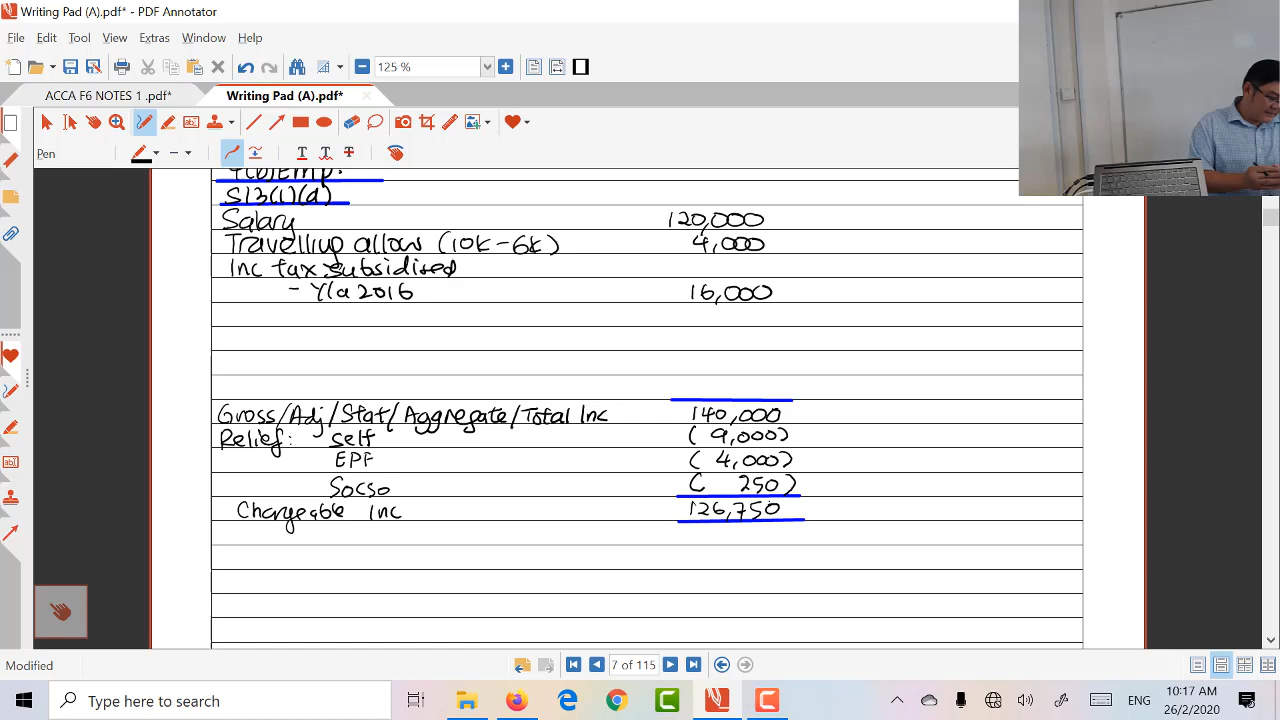 Writing Pad (A).pdf* - PDF Annotator
File Edit Tool View Extras Window Help
125 %
ACCA F6 NOTES 1 .pdf* Writing Pad (A).pdf*
Pen
S13(1)(a)
Salary 120,000
Travelling allow (10k-6k) 4,000
Inc tax subsidised
- Y/a 2016 16,000
Gross/Adj/Stat/Aggregate/Total Inc 140,000
Relief: self ( 9,000)
EPF ( 4,000)
Socso ( 250 )
Chargeable Inc 126,750
Modified 7 of 115
Type here to search ENG 10:17 AM
26/2/2020